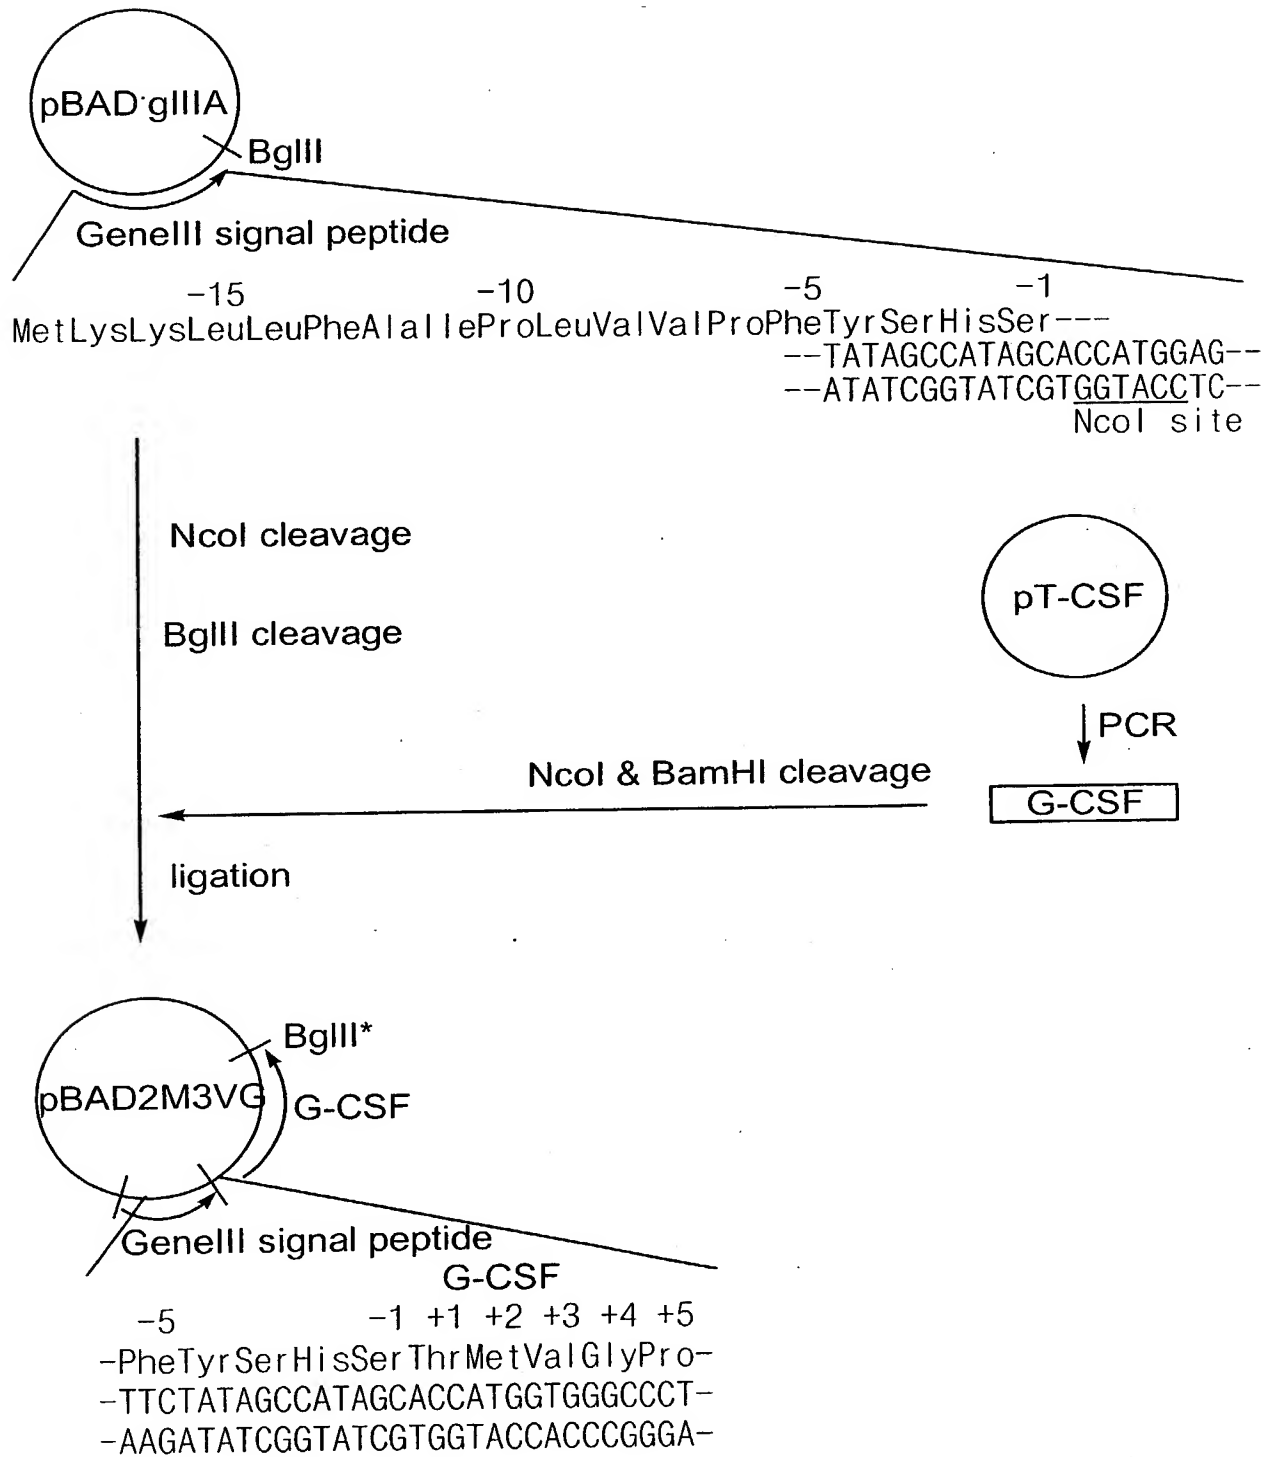 pBAD·gIIIA
BglII
GeneIII signal peptide
-15 -10 -5 -1
MetLysLysLeuLeuPheAlaIleProLeuValValProPheTyrSerHisSer---
--TATAGCCATAGCACCATGGAG--
--ATATCGGTATCGTGGTACCTC--
NcoI site
NcoI cleavage
BglII cleavage
pT-CSF
PCR
NcoI & BamHI cleavage
G-CSF
ligation
BglII*
pBAD2M3VG
G-CSF
GeneIII signal peptide
G-CSF
-5 -1 +1 +2 +3 +4 +5
-PheTyrSerHisSerThrMetValGlyPro-
-TTCTATAGCCATAGCACCATGGTGGGCCCT-
-AAGATATCGGTATCGTGGTACCACCCGGGA-